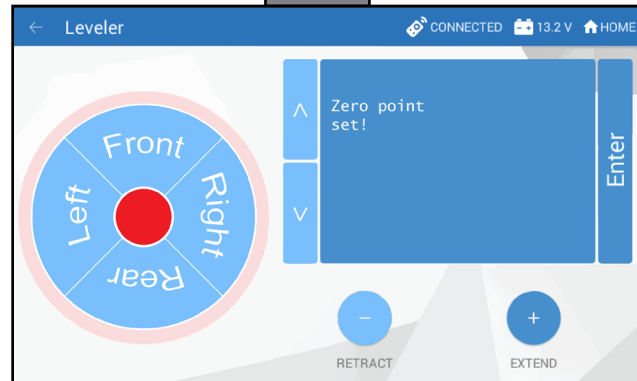 ← Leveler CONNECTED 13.2 V HOME
Front
Left
Right
Rear
Zero point
set!
Enter
− +
RETRACT EXTEND